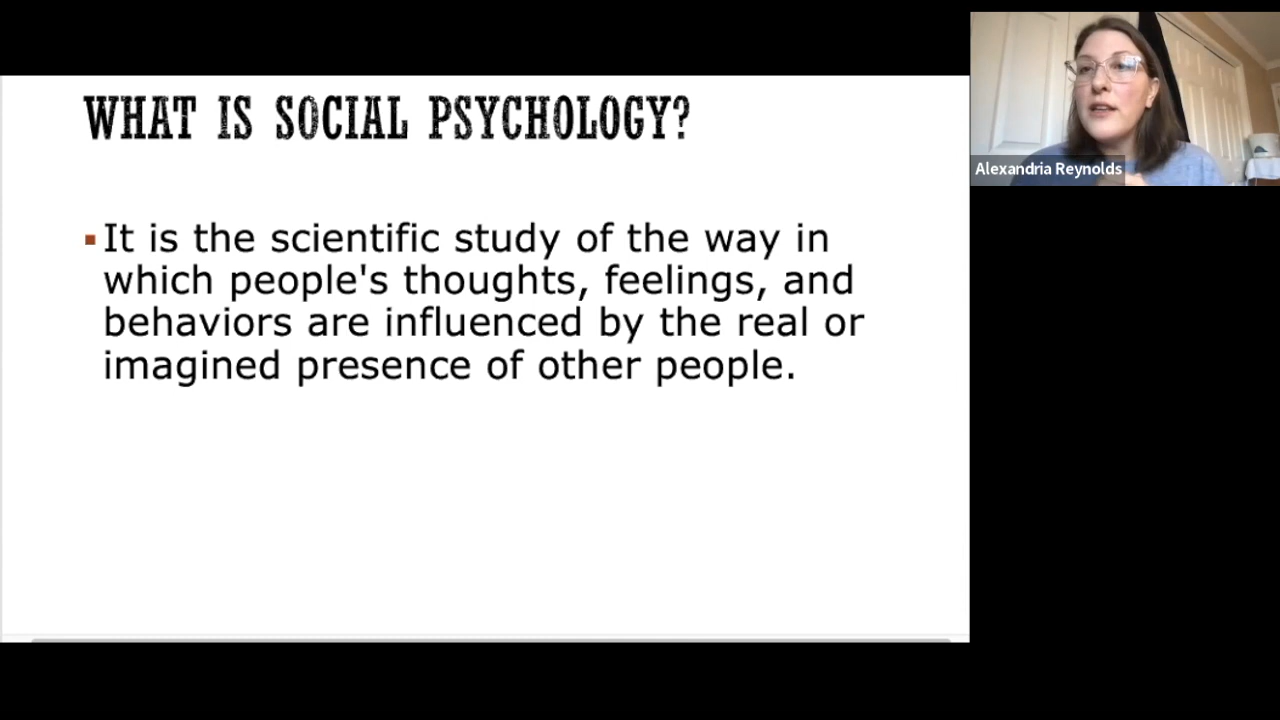 WHAT IS SOCIAL PSYCHOLOGY?
▪It is the scientific study of the way in
which people's thoughts, feelings, and
behaviors are influenced by the real or
imagined presence of other people.
Alexandria Reynolds